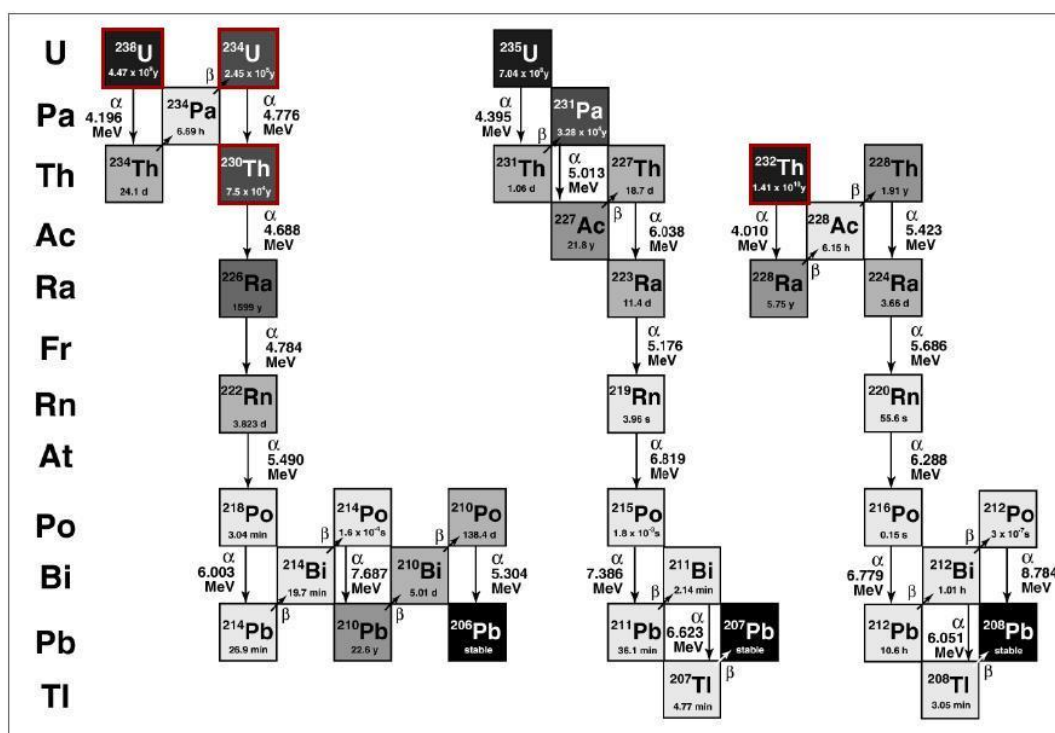 U
Pa
Th
Ac
Ra
Fr
Rn
At
Po
Bi
Pb
Tl
238U
4.47 x 10⁹y
α
4.196
MeV
234Th
24.1 d
234Pa
6.69 h
β
234U
2.45 x 10⁵y
α
4.776
MeV
230Th
7.5 x 10⁴y
α
4.688
MeV
226Ra
1599 y
α
4.784
MeV
222Rn
3.823 d
α
5.490
MeV
218Po
3.04 min
α
6.003
MeV
214Pb
26.9 min
β
214Bi
19.7 min
β
214Po
1.6 x 10⁻⁴s
α
7.687
MeV
210Pb
22.6 y
β
210Bi
5.01 d
β
210Po
138.4 d
α
5.304
MeV
206Pb
stable
235U
7.04 x 10⁸y
α
4.395
MeV
231Th
1.06 d
β
231Pa
3.28 x 10⁴y
α
5.013
MeV
227Ac
21.8 y
β
227Th
18.7 d
α
6.038
MeV
223Ra
11.4 d
α
5.176
MeV
219Rn
3.96 s
α
6.819
MeV
215Po
1.8 x 10⁻³s
α
7.386
MeV
211Pb
36.1 min
β
211Bi
2.14 min
α
6.623
MeV
207Tl
4.77 min
β
207Pb
stable
232Th
1.41 x 10¹⁰y
α
4.010
MeV
228Ra
5.75 y
β
228Ac
6.15 h
β
228Th
1.91 y
α
5.423
MeV
224Ra
3.66 d
α
5.686
MeV
220Rn
55.6 s
α
6.288
MeV
216Po
0.15 s
α
6.779
MeV
212Pb
10.6 h
β
212Bi
1.01 h
β
212Po
3 x 10⁻⁷s
α
8.784
MeV
α
6.051
MeV
208Tl
3.05 min
β
208Pb
stable